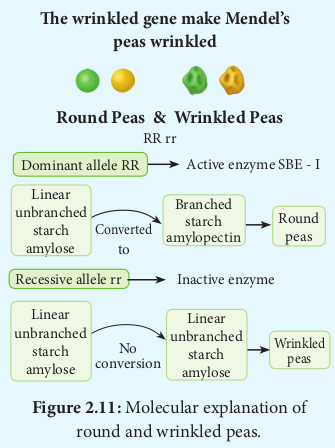 The wrinkled gene make Mendel's
peas wrinkled
Round Peas & Wrinkled Peas
RR rr
Dominant allele RR → Active enzyme SBE - I
Linear
unbranched
starch
amylose
Converted
to
Branched
starch
amylopectin
Round
peas
Recessive allele rr → Inactive enzyme
Linear
unbranched
starch
amylose
No
conversion
Linear
unbranched
starch
amylose
Wrinkled
peas
Figure 2.11: Molecular explanation of
round and wrinkled peas.